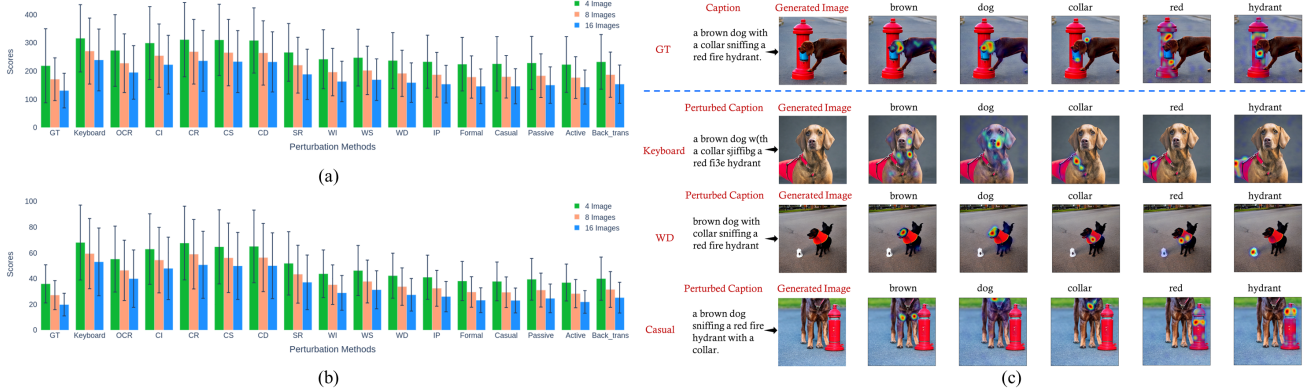 400
300
200
100
0
Scores
4 Image
8 Images
16 Images
GT Keyboard OCR CI CR CS CD SR WI WS WD IP Formal Casual Passive Active Back_trans
Perturbation Methods
(a)
100
80
60
40
20
0
Scores
4 Image
8 Images
16 Images
GT Keyboard OCR CI CR CS CD SR WI WS WD IP Formal Casual Passive Active Back_trans
Perturbation Methods
(b)
Caption Generated Image brown dog collar red hydrant
GT
a brown dog with
a collar sniffing a
red fire hydrant.
Perturbed Caption Generated Image brown dog collar red hydrant
Keyboard
a brown dog w(th
a collar sjiffibg a
red fi3e hydrant
Perturbed Caption Generated Image brown dog collar red hydrant
WD
brown dog with
collar sniffing a
red fire hydrant
Perturbed Caption Generated Image brown dog collar red hydrant
Casual
a brown dog
sniffing a red fire
hydrant with a
collar.
(c)